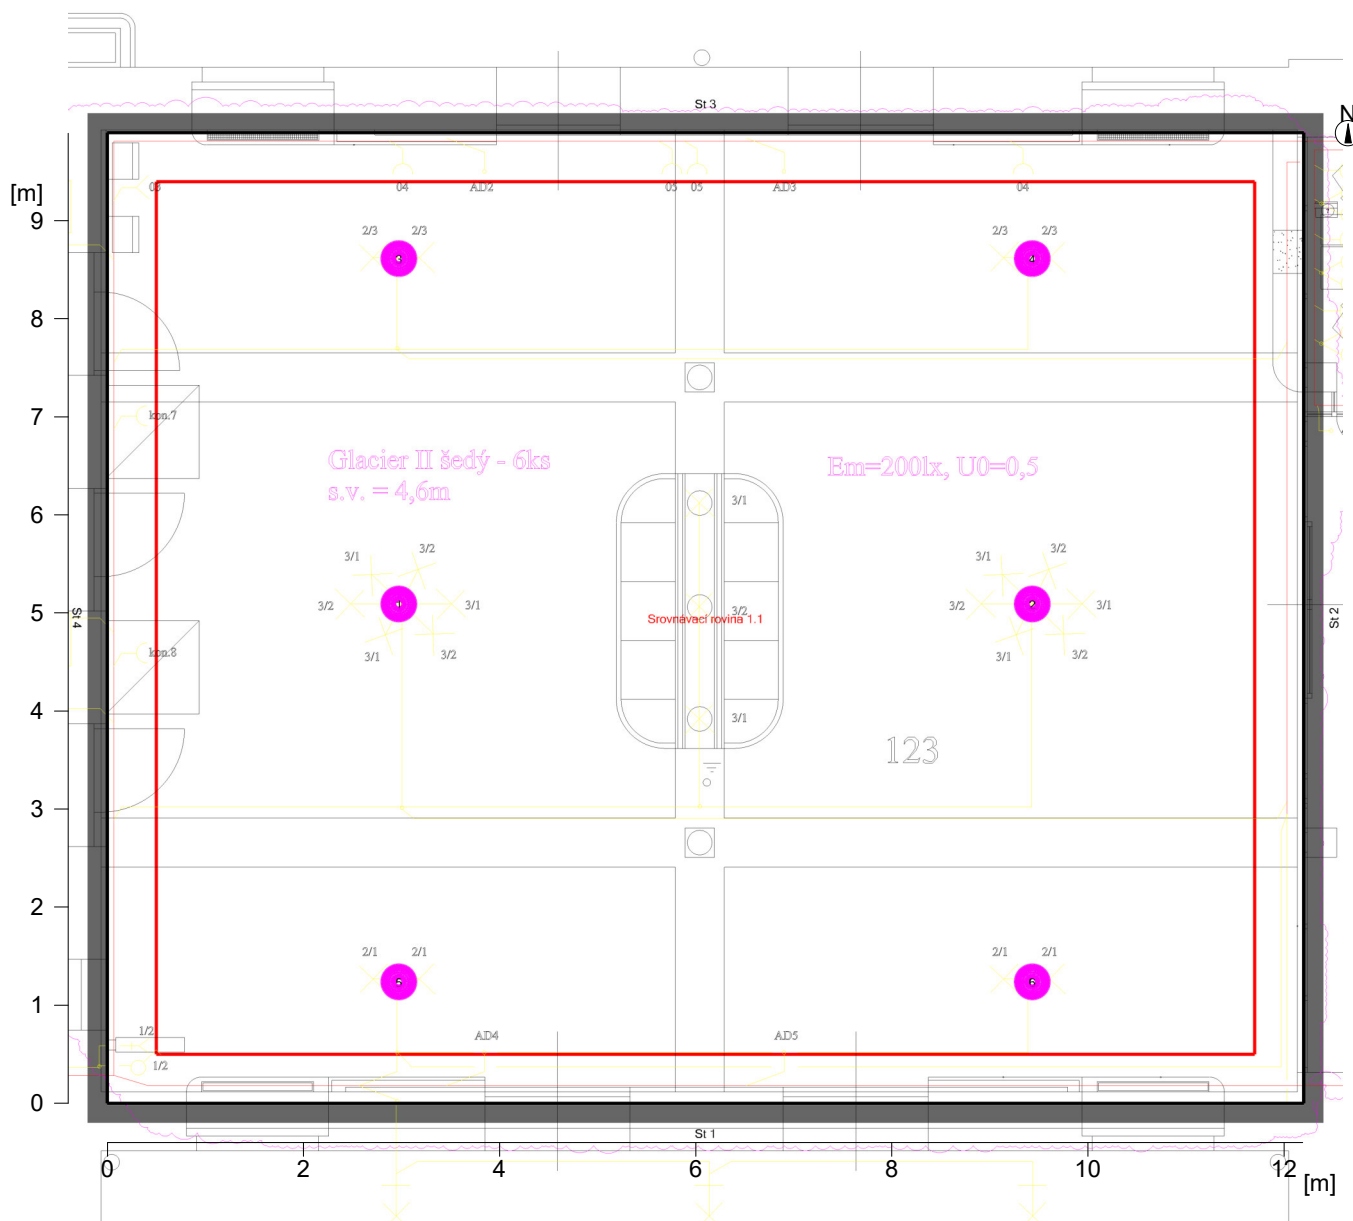 St 3
N
[m]
03 04 AD2 05 05 AD3 04
9
2/3 2/3 2/3 2/3
3 4
8
7
kon.7
Glacier II šedý - 6ks
s.v. = 4,6m
Em=200lx, U0=0,5
6
3/1
3/1 3/2 3/1 3/2
3/2 1 3/1 3/2 3/2 2 3/1
5
St 4
Srovnávací rovina 1.1
St 2
3/1 3/2 3/1 3/2
kon.8
4
3/1
123
3
2
2/1 2/1 2/1 2/1
5 6
1
1/2
AD4 AD5
1/2
0
St 1
0 2 4 6 8 10 12
[m]